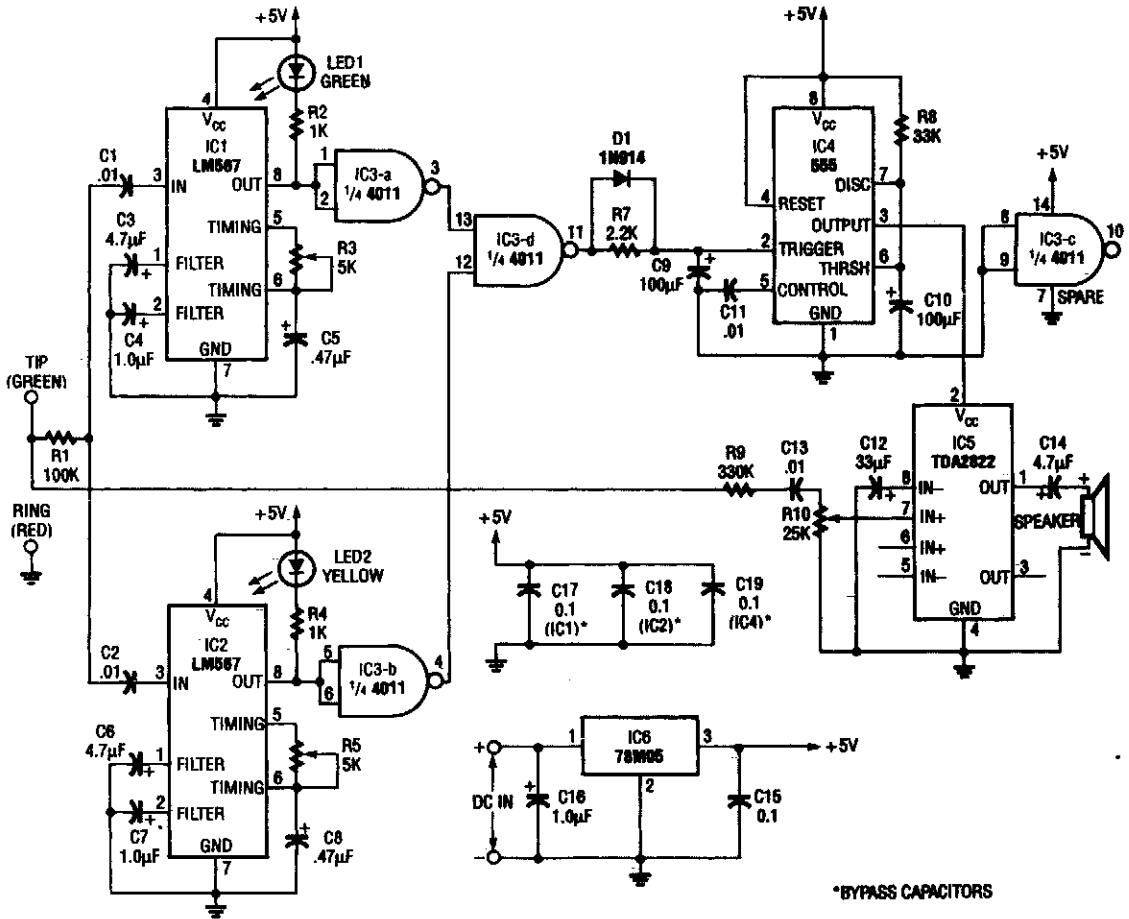 +5V
LED1
GREEN
4
VCC
IC1
LM567
R2
1K
C1
.01
3
IN
OUT
8
1
2
IC3-a
1/4 4011
3
C3
4.7µF
+
1
FILTER
TIMING
5
R3
5K
TIMING
6
2
FILTER
+
C4
1.0µF
GND
7
+
C5
.47µF
TIP
(GREEN)
R1
100K
RING
(RED)
13
12
IC3-d
1/4 4011
11
D1
1N914
R7
2.2K
C9
100µF
+
C11
.01
+5V
8
VCC
IC4
555
4
RESET
DISC
7
OUTPUT
3
2
TRIGGER
THRSH
6
5
CONTROL
GND
1
R8
33K
+
C10
100µF
+5V
14
8
9
IC3-c
1/4 4011
10
7
SPARE
+5V
LED2
YELLOW
4
VCC
IC2
LM567
R4
1K
C2
.01
3
IN
OUT
8
5
6
IC3-b
1/4 4011
4
C6
4.7µF
+
1
FILTER
TIMING
5
R5
5K
TIMING
6
2
FILTER
+
C7
1.0µF
GND
7
+
C8
.47µF
R9
330K
C13
.01
R10
25K
C12
33µF
+
2
VCC
IC5
TDA2822
8
IN-
OUT
1
7
IN+
6
IN+
5
IN-
OUT
3
GND
4
C14
4.7µF
+
SPEAKER
+
-
+5V
C17
0.1
(IC1)*
C18
0.1
(IC2)*
C19
0.1
(IC4)*
+
DC IN
-
+
C16
1.0µF
1
IC6
78M05
3
2
C15
0.1
+5V
*BYPASS CAPACITORS